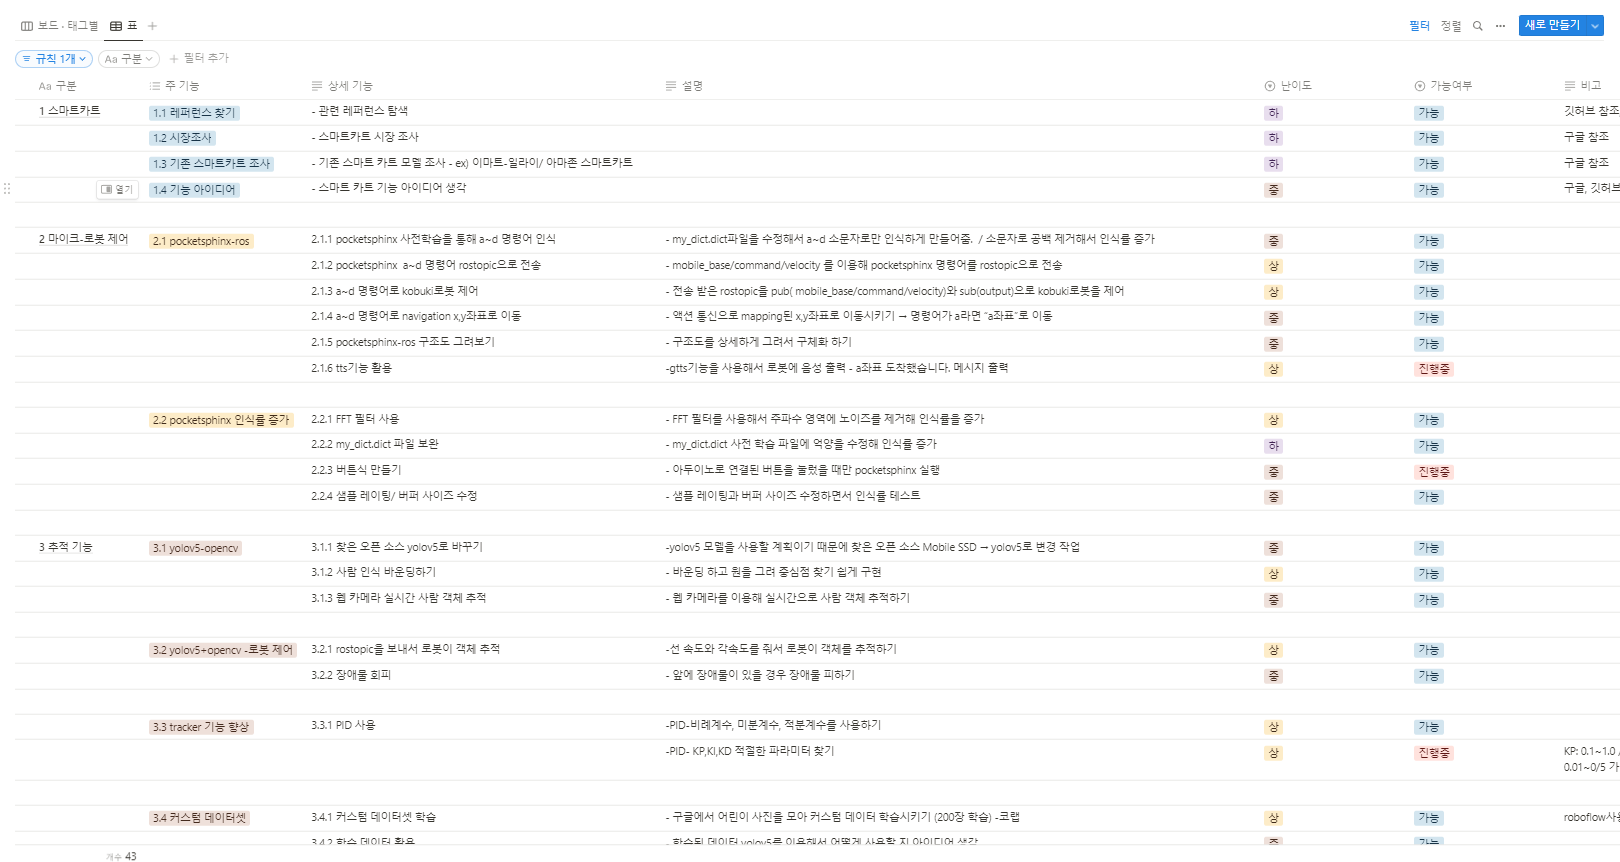 보드 · 태그별 표
필터 정렬 새로 만들기
규칙 1개 Aa 구분 필터 추가
Aa 구분 주 기능 상세 기능 설명 난이도 가능여부 비고
1 스마트카트 1.1 레퍼런스 찾기 - 관련 레퍼런스 탐색 하 가능 깃허브 참조,
1.2 시장조사 - 스마트카트 시장 조사 하 가능 구글 참조
1.3 기존 스마트카트 조사 - 기존 스마트 카트 모델 조사 - ex) 이마트-일라이/ 아마존 스마트카트 하 가능 구글 참조
열기 1.4 기능 아이디어 - 스마트 카트 기능 아이디어 생각 중 가능 구글, 깃허브
2 마이크-로봇 제어 2.1 pocketsphinx-ros 2.1.1 pocketsphinx 사전학습을 통해 a~d 명령어 인식 - my_dict.dict파일을 수정해서 a~d 소문자로만 인식하게 만들어줌. / 소문자로 공백 제거해서 인식률 증가 중 가능
2.1.2 pocketsphinx a~d 명령어 rostopic으로 전송 - mobile_base/command/velocity 를 이용해 pocketsphinx 명령어를 rostopic으로 전송 상 가능
2.1.3 a~d 명령어로 kobuki로봇 제어 - 전송 받은 rostopic을 pub( mobile_base/command/velocity)와 sub(output)으로 kobuki로봇을 제어 상 가능
2.1.4 a~d 명령어로 navigation x,y좌표로 이동 - 액션 통신으로 mapping된 x,y좌표로 이동시키기 → 명령어가 a라면 “a좌표”로 이동 중 가능
2.1.5 pocketsphinx-ros 구조도 그려보기 - 구조도를 상세하게 그려서 구체화 하기 중 가능
2.1.6 tts기능 활용 -gtts기능을 사용해서 로봇에 음성 출력 - a좌표 도착했습니다. 메시지 출력 상 진행중
2.2 pocketsphinx 인식률 증가 2.2.1 FFT 필터 사용 - FFT 필터를 사용해서 주파수 영역에 노이즈를 제거해 인식률을 증가 상 가능
2.2.2 my_dict.dict 파일 보완 - my_dict.dict 사전 학습 파일에 억양을 수정해 인식률 증가 하 가능
2.2.3 버튼식 만들기 - 아두이노로 연결된 버튼을 눌렀을 때만 pocketsphinx 실행 중 진행중
2.2.4 샘플 레이팅/ 버퍼 사이즈 수정 - 샘플 레이팅과 버퍼 사이즈 수정하면서 인식률 테스트 중 가능
3 추적 기능 3.1 yolov5-opencv 3.1.1 찾은 오픈 소스 yolov5로 바꾸기 -yolov5 모델을 사용할 계획이기 때문에 찾은 오픈 소스 Mobile SSD → yolov5로 변경 작업 중 가능
3.1.2 사람 인식 바운딩하기 - 바운딩 하고 원을 그려 중심점 찾기 쉽게 구현 상 가능
3.1.3 웹 카메라 실시간 사람 객체 추적 - 웹 카메라를 이용해 실시간으로 사람 객체 추적하기 중 가능
3.2 yolov5+opencv -로봇 제어 3.2.1 rostopic을 보내서 로봇이 객체 추적 -선 속도와 각속도를 줘서 로봇이 객체를 추적하기 상 가능
3.2.2 장애물 회피 - 앞에 장애물이 있을 경우 장애물 피하기 중 가능
3.3 tracker 기능 향상 3.3.1 PID 사용 -PID-비례계수, 미분계수, 적분계수를 사용하기 상 가능
-PID- KP,KI,KD 적절한 파라미터 찾기 상 진행중 KP: 0.1~1.0 /
0.01~0/5 가
3.4 커스텀 데이터셋 3.4.1 커스텀 데이터셋 학습 - 구글에서 어린이 사진을 모아 커스텀 데이터 학습시키기 (200장 학습) -코랩 상 가능 roboflow사용
3.4.2 학습 데이터 활용 - 학습된 데이터 yolov5를 이용해서 어떻게 사용할 지 아이디어 생각 중 가능
개수 43